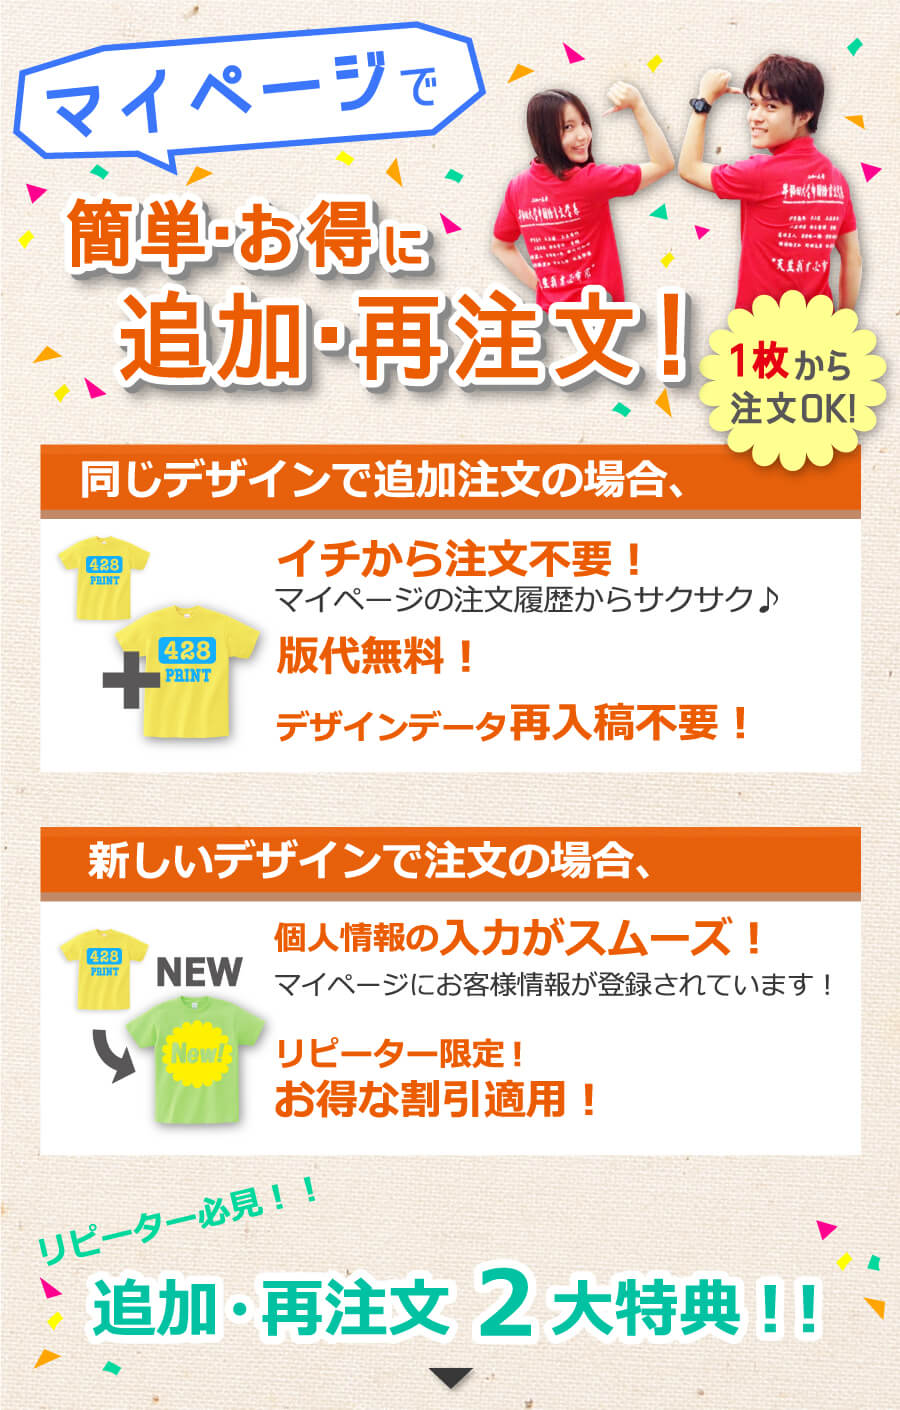 マイページで
簡単・お得に
追加・再注文！
1枚から
注文OK!
同じデザインで追加注文の場合、
428
PRINT
428
PRINT
イチから注文不要！
マイページの注文履歴からサクサク♪
版代無料！
デザインデータ再入稿不要！
新しいデザインで注文の場合、
428
PRINT
NEW
New!
個人情報の入力がスムーズ！
マイページにお客様情報が登録されています！
リピーター限定！
お得な割引適用！
リピーター必見！！
追加・再注文 2大特典！！